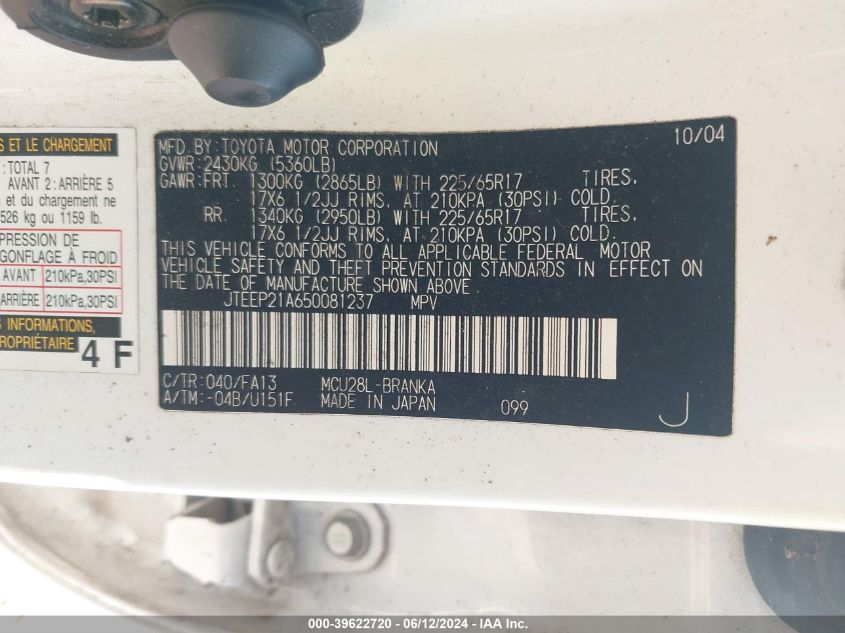 10/04
MFD. BY: TOYOTA MOTOR CORPORATION
GVWR: 2430KG (5360LB)
GAWR: FRT. 1300KG (2865LB) WITH 225/65R17 TIRES,
17X6 1/2JJ RIMS, AT 210KPA (30PSI) COLD.
RR. 1340KG (2950LB) WITH 225/65R17 TIRES,
17X6 1/2JJ RIMS, AT 210KPA (30PSI) COLD.
THIS VEHICLE CONFORMS TO ALL APPLICABLE FEDERAL MOTOR
VEHICLE SAFETY AND THEFT PREVENTION STANDARDS IN EFFECT ON
THE DATE OF MANUFACTURE SHOWN ABOVE
JTEEP21A650081237 MPV
C/TR: 040/FA13 MCU28L-BRANKA
A/TM: -04B/U151F MADE IN JAPAN 099 J
ET LE CHARGEMENT
: TOTAL 7
AVANT 2: ARRIÈRE 5
et du chargement ne
526 kg ou 1159 lb.
PRESSION DE
GONFLAGE À FROID
AVANT 210kPa,30PSI
ARRIÈRE 210kPa,30PSI
INFORMATIONS,
PROPRIÉTAIRE
4 F
000-39622720 - 06/12/2024 - IAA Inc.